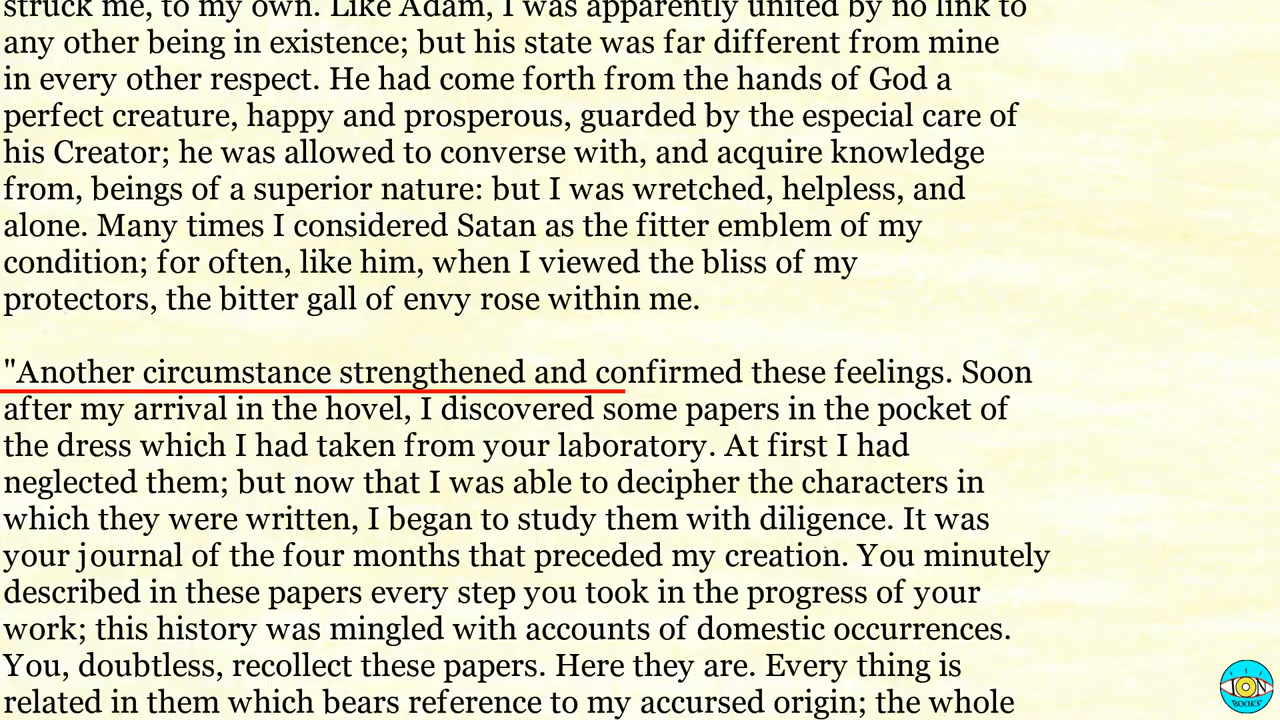 struck me, to my own. Like Adam, I was apparently united by no link to
any other being in existence; but his state was far different from mine
in every other respect. He had come forth from the hands of God a
perfect creature, happy and prosperous, guarded by the especial care of
his Creator; he was allowed to converse with, and acquire knowledge
from, beings of a superior nature: but I was wretched, helpless, and
alone. Many times I considered Satan as the fitter emblem of my
condition; for often, like him, when I viewed the bliss of my
protectors, the bitter gall of envy rose within me.
"Another circumstance strengthened and confirmed these feelings. Soon
after my arrival in the hovel, I discovered some papers in the pocket of
the dress which I had taken from your laboratory. At first I had
neglected them; but now that I was able to decipher the characters in
which they were written, I began to study them with diligence. It was
your journal of the four months that preceded my creation. You minutely
described in these papers every step you took in the progress of your
work; this history was mingled with accounts of domestic occurrences.
You, doubtless, recollect these papers. Here they are. Every thing is
related in them which bears reference to my accursed origin; the whole
ION
BOOKS